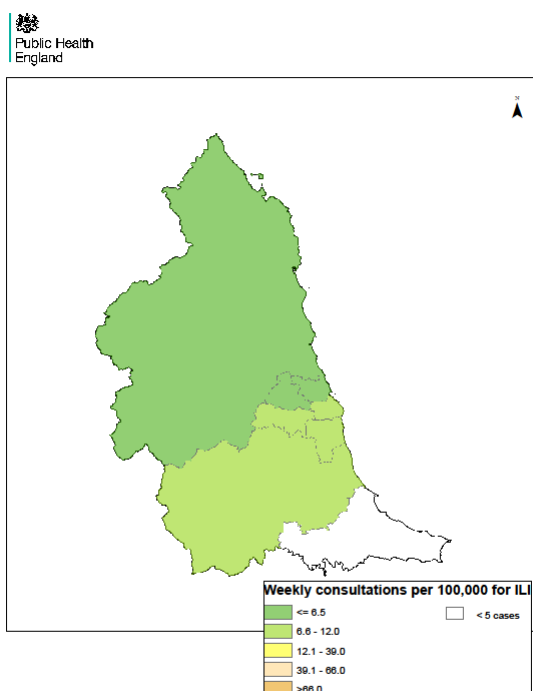 Public Health
England
N
Weekly consultations per 100,000 for ILI
<= 6.5
< 5 cases
6.6 - 12.0
12.1 - 39.0
39.1 - 66.0
>66.0